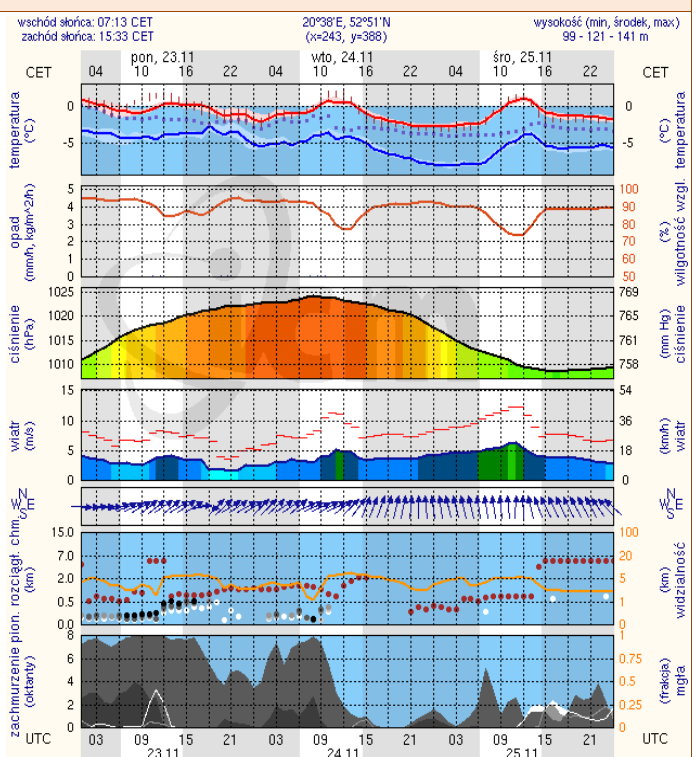 wschód słońca: 07:13 CET 20°38'E, 52°51'N wysokość (min, środek, max)
zachód słońca: 15:33 CET (x=243, y=388) 99 - 121 - 141 m
pon, 23.11 wto, 24.11 śro, 25.11
CET 04 10 16 22 04 10 16 22 04 10 16 22 CET
temperatura
(°C)
0
-5
0
-5
temperatura
(°C)
opad
(mm/h, kg/m^2/h)
5
4
3
2
1
0
100
90
80
70
60
50
wilgotność wzgl.
(%)
ciśnienie
(hPa)
1025
1020
1015
1010
769
765
761
758
(mm Hg)
ciśnienie
wiatr
(m/s)
15
10
5
0
54
36
18
0
(km/h)
wiatr
N
W E
S
N
W E
S
pion. rozciągł. chm.
(km)
15.0
7.0
2.0
0.5
0.0
100
20
5
1
0
(km)
widzialność
zachmurzenie
(oktanty)
8
6
4
2
0
1
0.75
0.5
0.25
0
(frakcja)
mgła
UTC 03 09 15 21 03 09 15 21 03 09 15 21 UTC
23.11 24.11 25.11